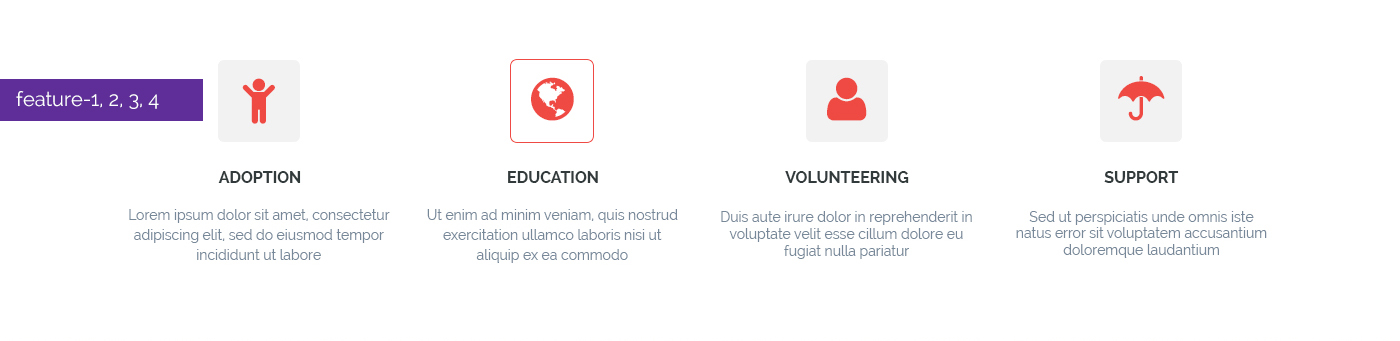 feature-1, 2, 3, 4
ADOPTION
Lorem ipsum dolor sit amet, consectetur
adipiscing elit, sed do eiusmod tempor
incididunt ut labore
EDUCATION
Ut enim ad minim veniam, quis nostrud
exercitation ullamco laboris nisi ut
aliquip ex ea commodo
VOLUNTEERING
Duis aute irure dolor in reprehenderit in
voluptate velit esse cillum dolore eu
fugiat nulla pariatur
SUPPORT
Sed ut perspiciatis unde omnis iste
natus error sit voluptatem accusantium
doloremque laudantium